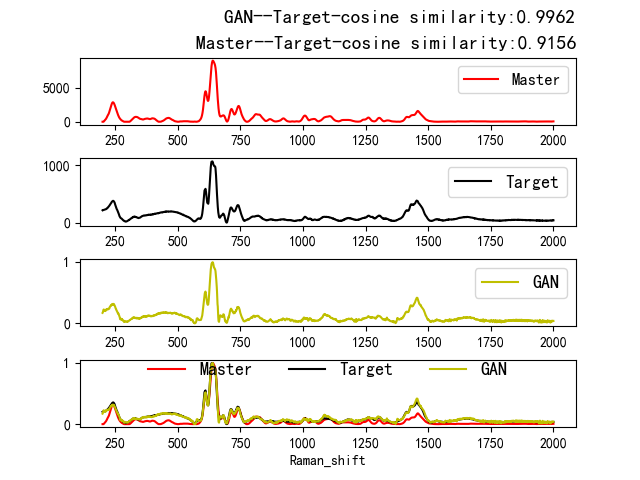 GAN--Target-cosine similarity:0.9962
Master--Target-cosine similarity:0.9156
5000
0
Master
250 500 750 1000 1250 1500 1750 2000
1000
0
Target
250 500 750 1000 1250 1500 1750 2000
1
0
GAN
250 500 750 1000 1250 1500 1750 2000
1
0
Master Target GAN
250 500 750 1000 1250 1500 1750 2000
Raman_shift